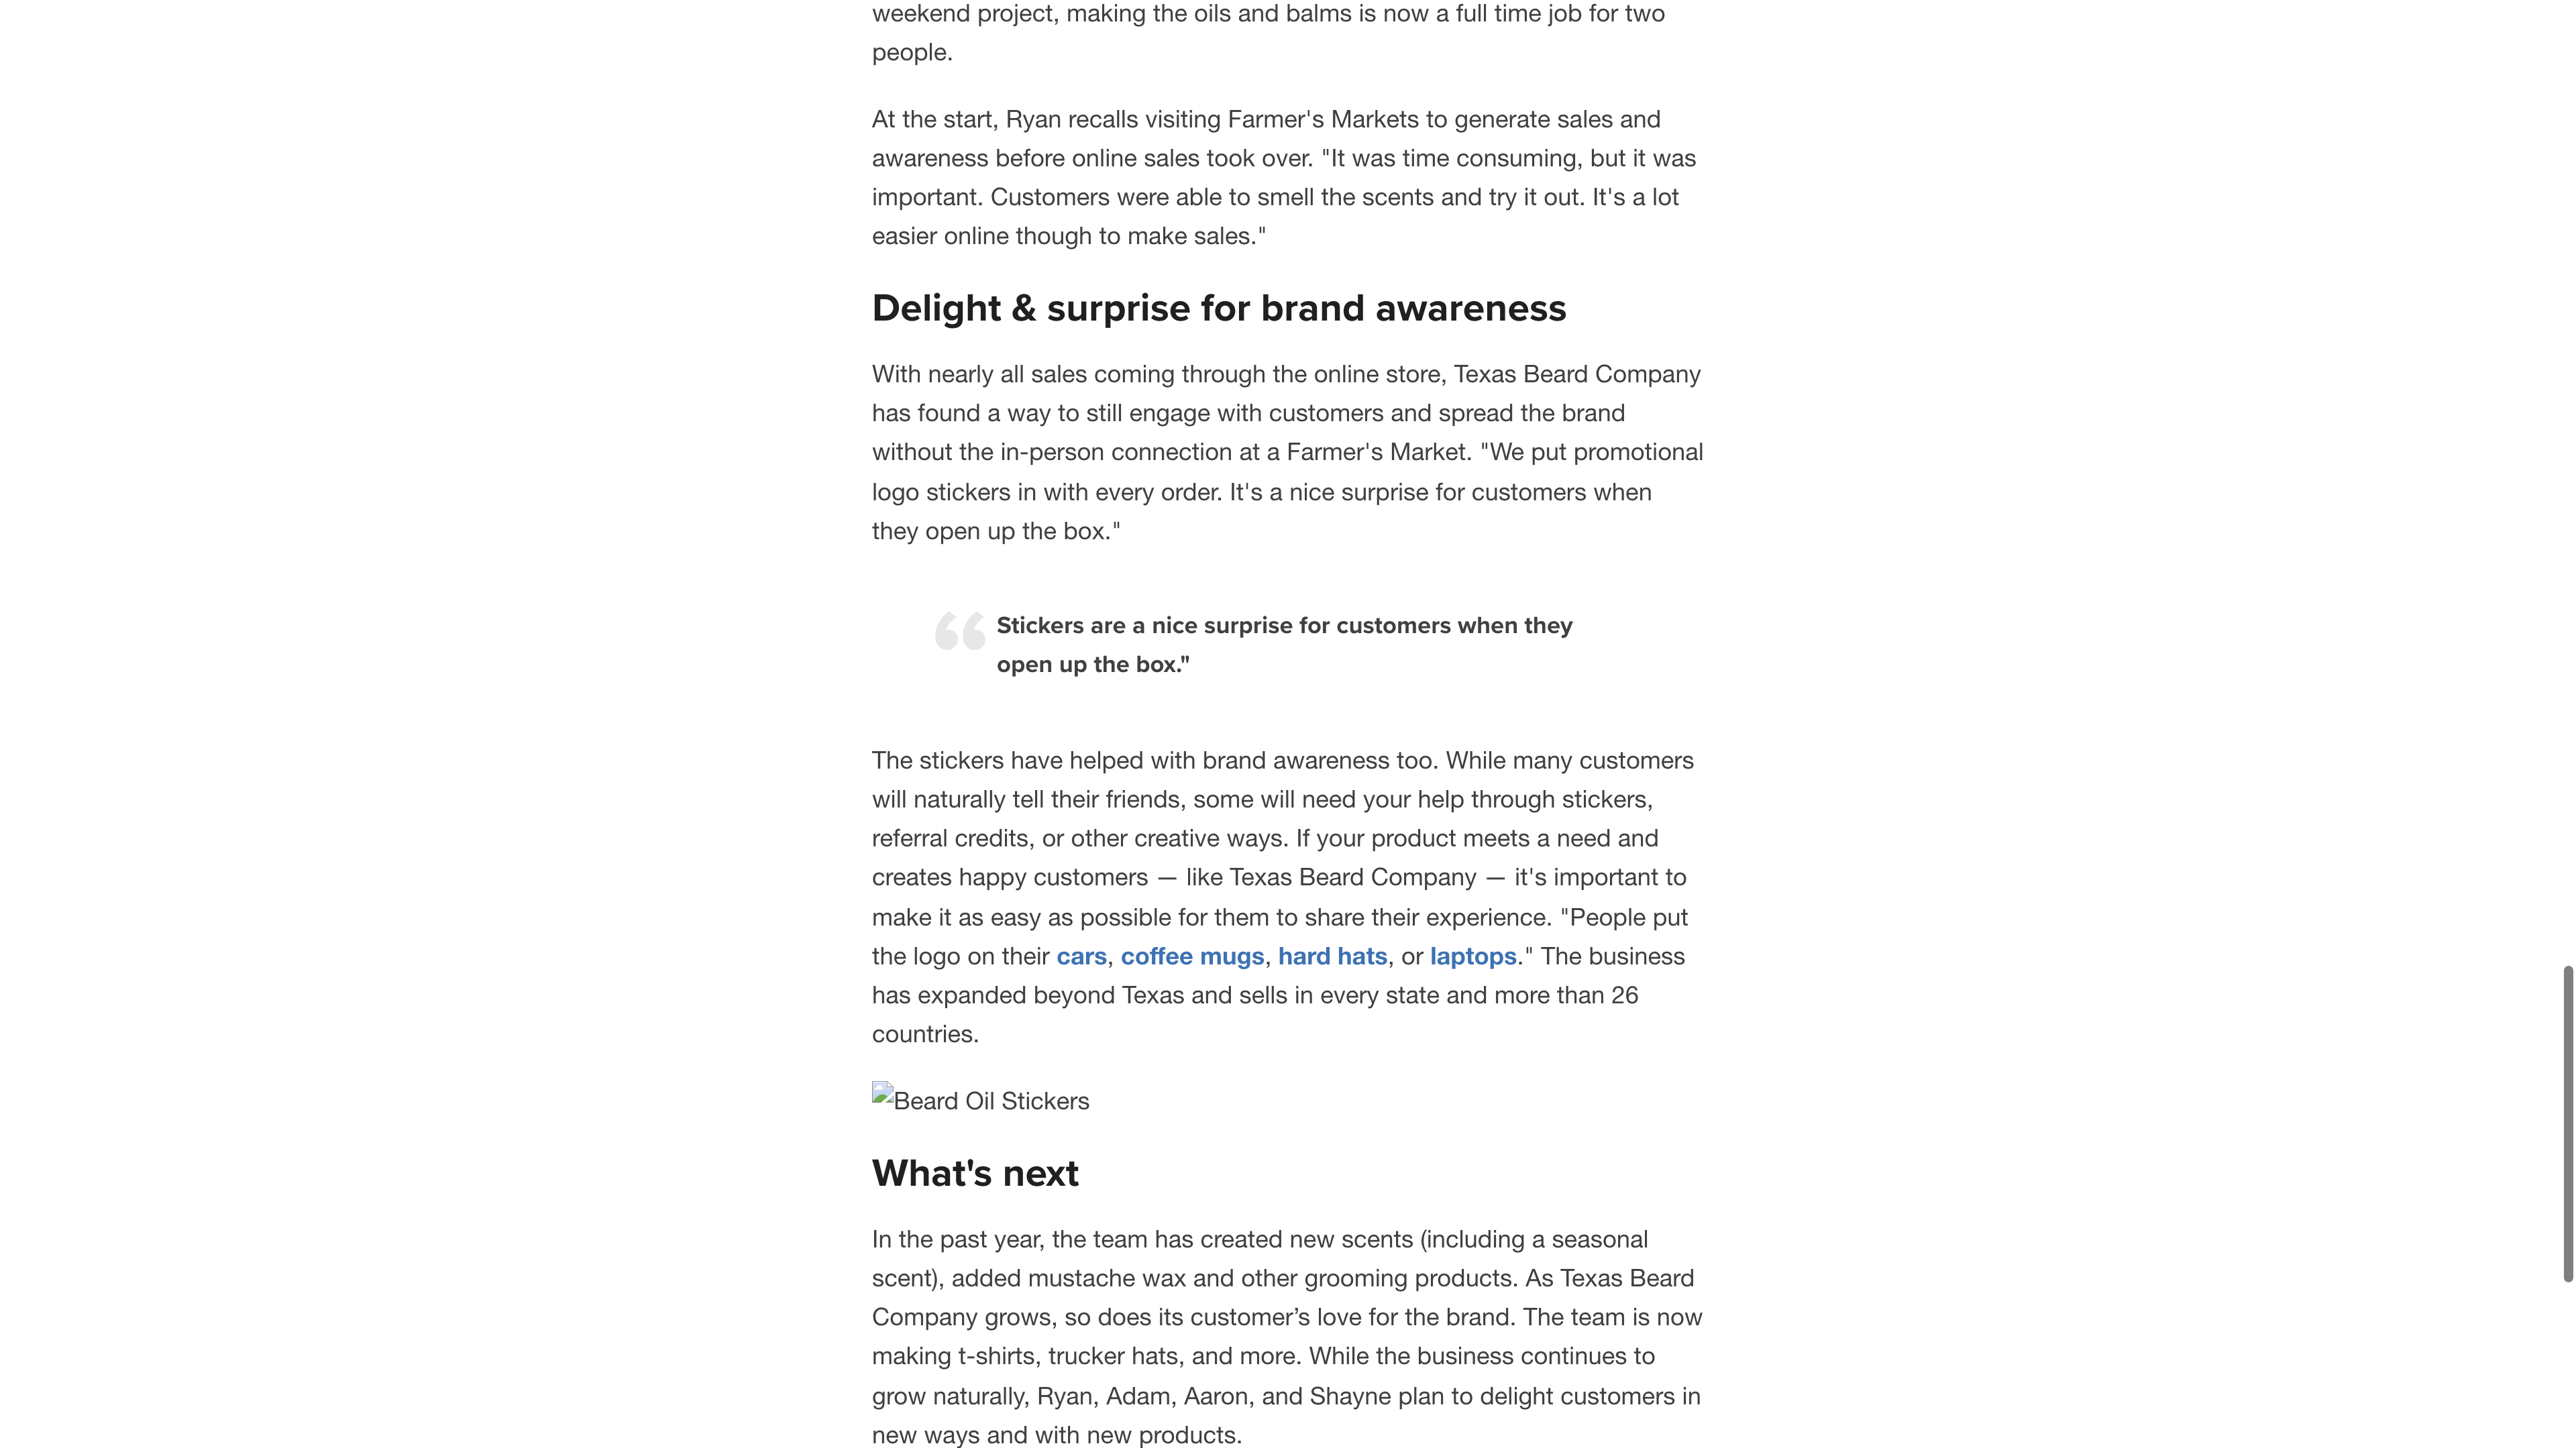 weekend project, making the oils and balms is now a full time job for two
people.
At the start, Ryan recalls visiting Farmer's Markets to generate sales and
awareness before online sales took over. "It was time consuming, but it was
important. Customers were able to smell the scents and try it out. It's a lot
easier online though to make sales."
Delight & surprise for brand awareness
With nearly all sales coming through the online store, Texas Beard Company
has found a way to still engage with customers and spread the brand
without the in-person connection at a Farmer's Market. "We put promotional
logo stickers in with every order. It's a nice surprise for customers when
they open up the box."
“ Stickers are a nice surprise for customers when they
open up the box."
The stickers have helped with brand awareness too. While many customers
will naturally tell their friends, some will need your help through stickers,
referral credits, or other creative ways. If your product meets a need and
creates happy customers — like Texas Beard Company — it's important to
make it as easy as possible for them to share their experience. "People put
the logo on their cars, coffee mugs, hard hats, or laptops." The business
has expanded beyond Texas and sells in every state and more than 26
countries.
Beard Oil Stickers
What's next
In the past year, the team has created new scents (including a seasonal
scent), added mustache wax and other grooming products. As Texas Beard
Company grows, so does its customer’s love for the brand. The team is now
making t-shirts, trucker hats, and more. While the business continues to
grow naturally, Ryan, Adam, Aaron, and Shayne plan to delight customers in
new ways and with new products.